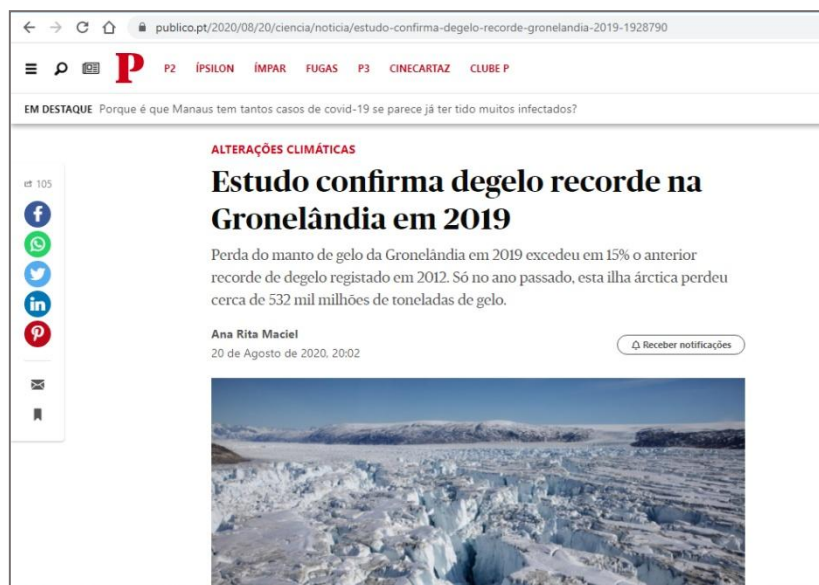 publico.pt/2020/08/20/ciencia/noticia/estudo-confirma-degelo-recorde-gronelandia-2019-1928790
P P2 ÍPSILON ÍMPAR FUGAS P3 CINECARTAZ CLUBE P
EM DESTAQUE Porque é que Manaus tem tantos casos de covid-19 se parece já ter tido muitos infectados?
ALTERAÇÕES CLIMÁTICAS
105
Estudo confirma degelo recorde na
Gronelândia em 2019
Perda do manto de gelo da Gronelândia em 2019 excedeu em 15% o anterior
recorde de degelo registado em 2012. Só no ano passado, esta ilha árctica perdeu
cerca de 532 mil milhões de toneladas de gelo.
Ana Rita Maciel
20 de Agosto de 2020, 20:02
Receber notificações